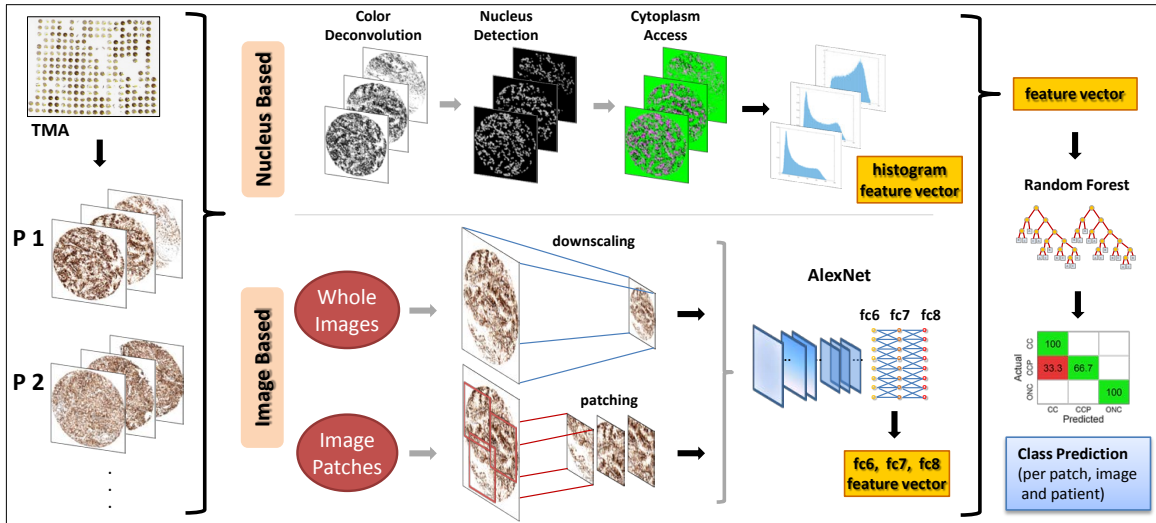 TMA
P 1
P 2
.
.
.
Nucleus Based
Color
Deconvolution
Nucleus
Detection
Cytoplasm
Access
histogram
feature vector
Image Based
Whole
Images
downscaling
Image
Patches
patching
AlexNet
fc6 fc7 fc8
fc6, fc7, fc8
feature vector
feature vector
Random Forest
Actual
CC
CCP
ONC
100
33.3 66.7
100
CC CCP ONC
Predicted
Class Prediction
(per patch, image
and patient)